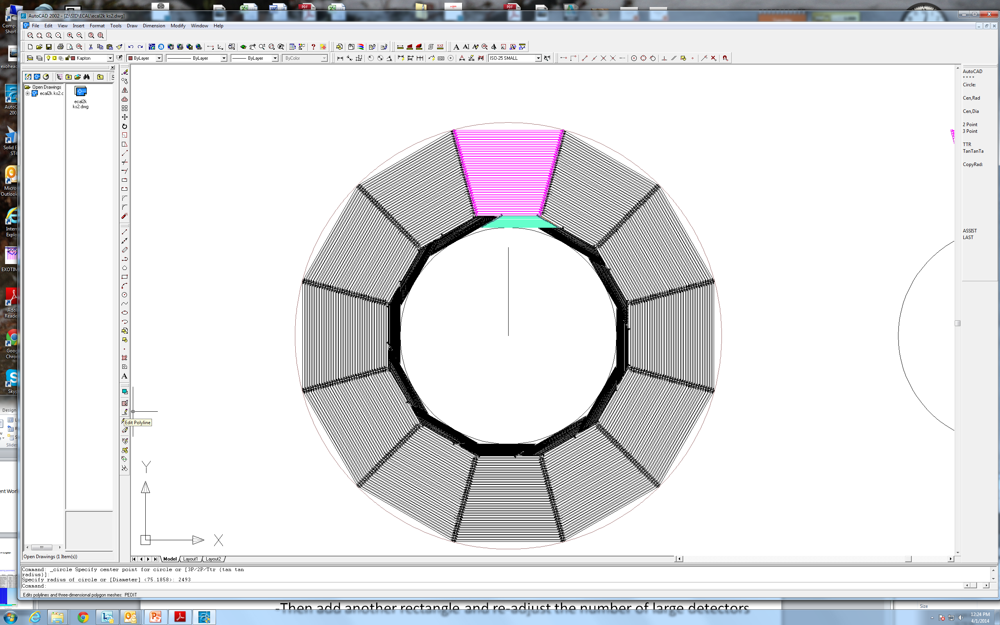 AutoCAD 2002 - [Z:\SID\ECAL\ecal2k ks2.dwg]
File Edit View Insert Format Tools Draw Dimension Modify Window Help
Kapton ByLayer ByLayer ByLayer ByColor ISO-25 SMALL
Open Drawings
ecal2k ks2.c
ecal2k
ks2.dwg
Open Drawings (1 Item(s))
Edit Polyline
Y
X
AutoCAD
* * * *
Circle:
Cen,Rad
Cen,Dia
2 Point
3 Point
TTR
TanTanTa
CopyRad:
ASSIST
LAST
Model Layout1 Layout2
Command: _circle Specify center point for circle or [3P/2P/Ttr (tan tan
radius)]:
Specify radius of circle or [Diameter] <75.1858>: 2493
Command:
Edits polylines and three-dimensional polygon meshes: PEDIT
Compu
Short
exohea
AutoC
200
Solid E
ST4
Micro
Outlook
Intern
Explo
EXOTIM
Adob
Reade
Goog
Chro
Skyp
Design
Slides
ent Worl
-Then add another rectangle and re-adjust the number of large detectors
Size
12:24 PM
4/1/2014